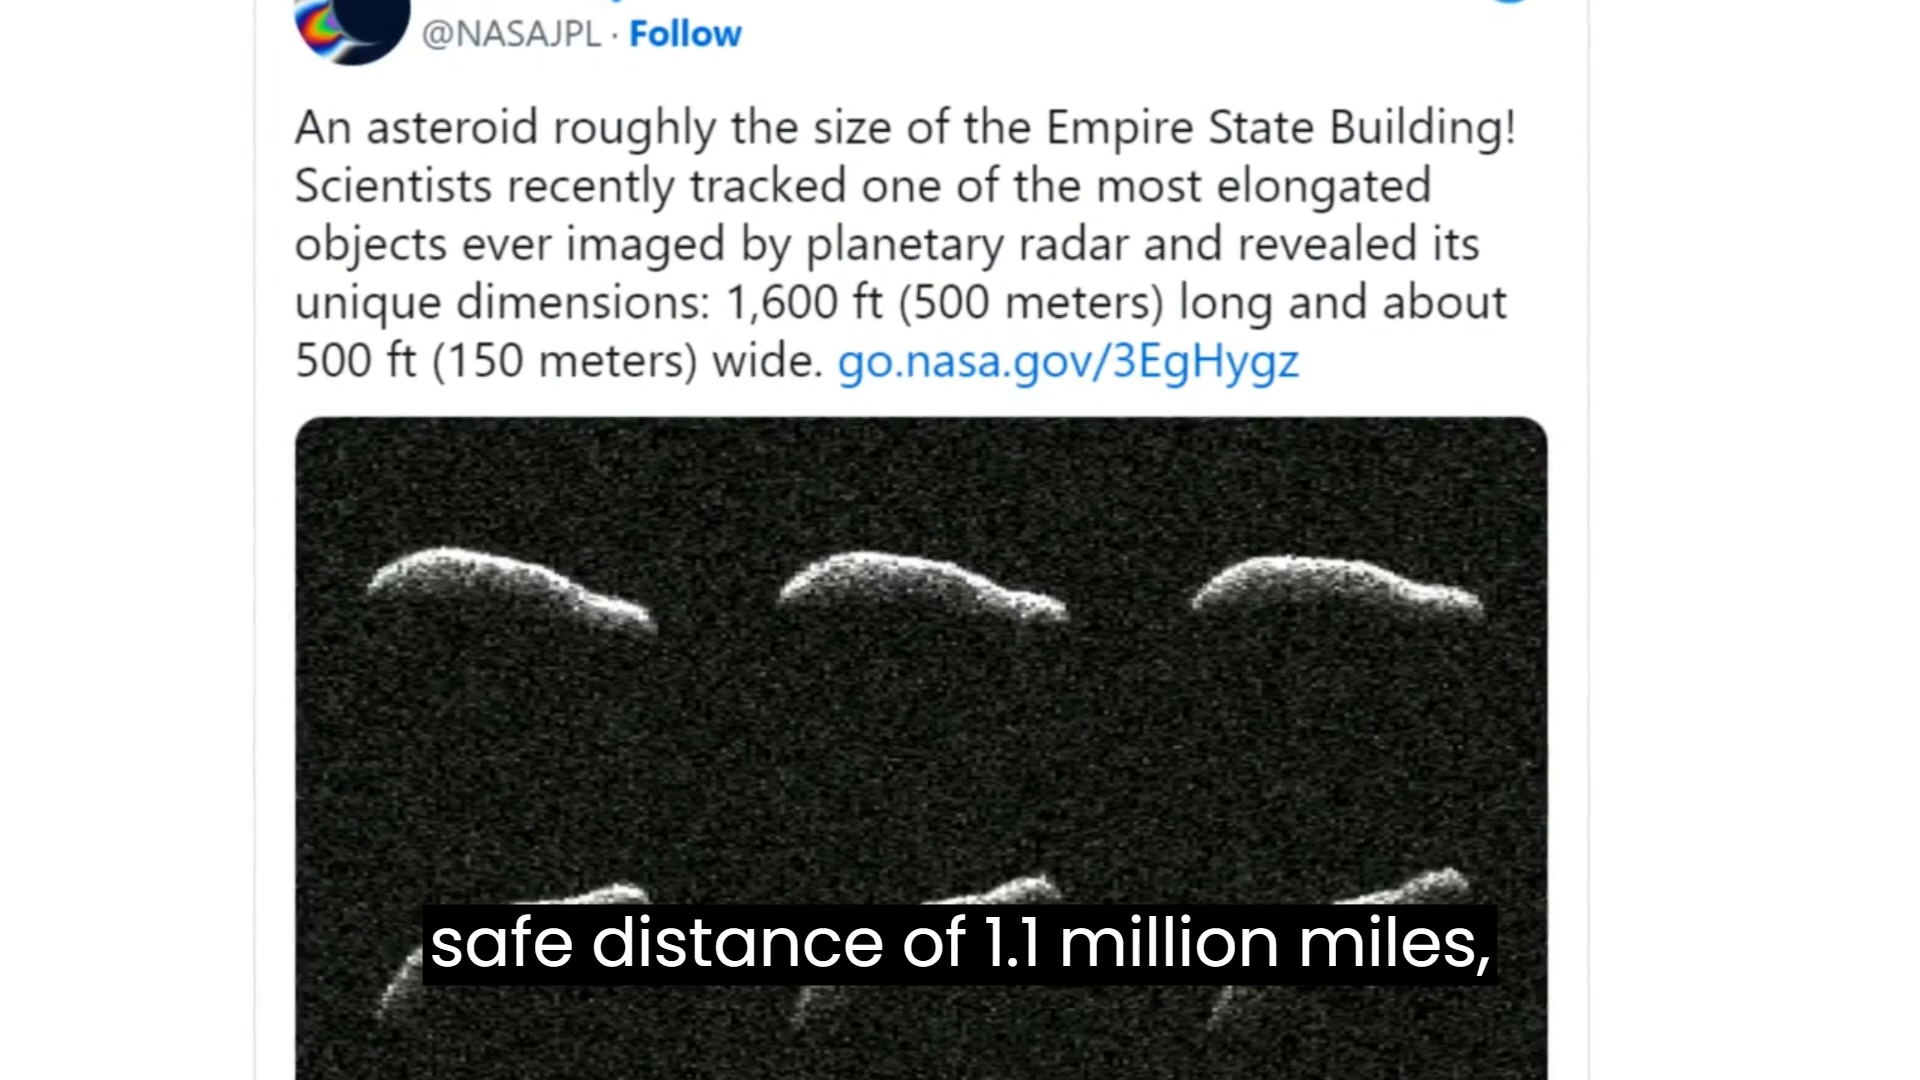 @NASAJPL · Follow
An asteroid roughly the size of the Empire State Building!
Scientists recently tracked one of the most elongated
objects ever imaged by planetary radar and revealed its
unique dimensions: 1,600 ft (500 meters) long and about
500 ft (150 meters) wide. go.nasa.gov/3EgHygz
safe distance of 1.1 million miles,